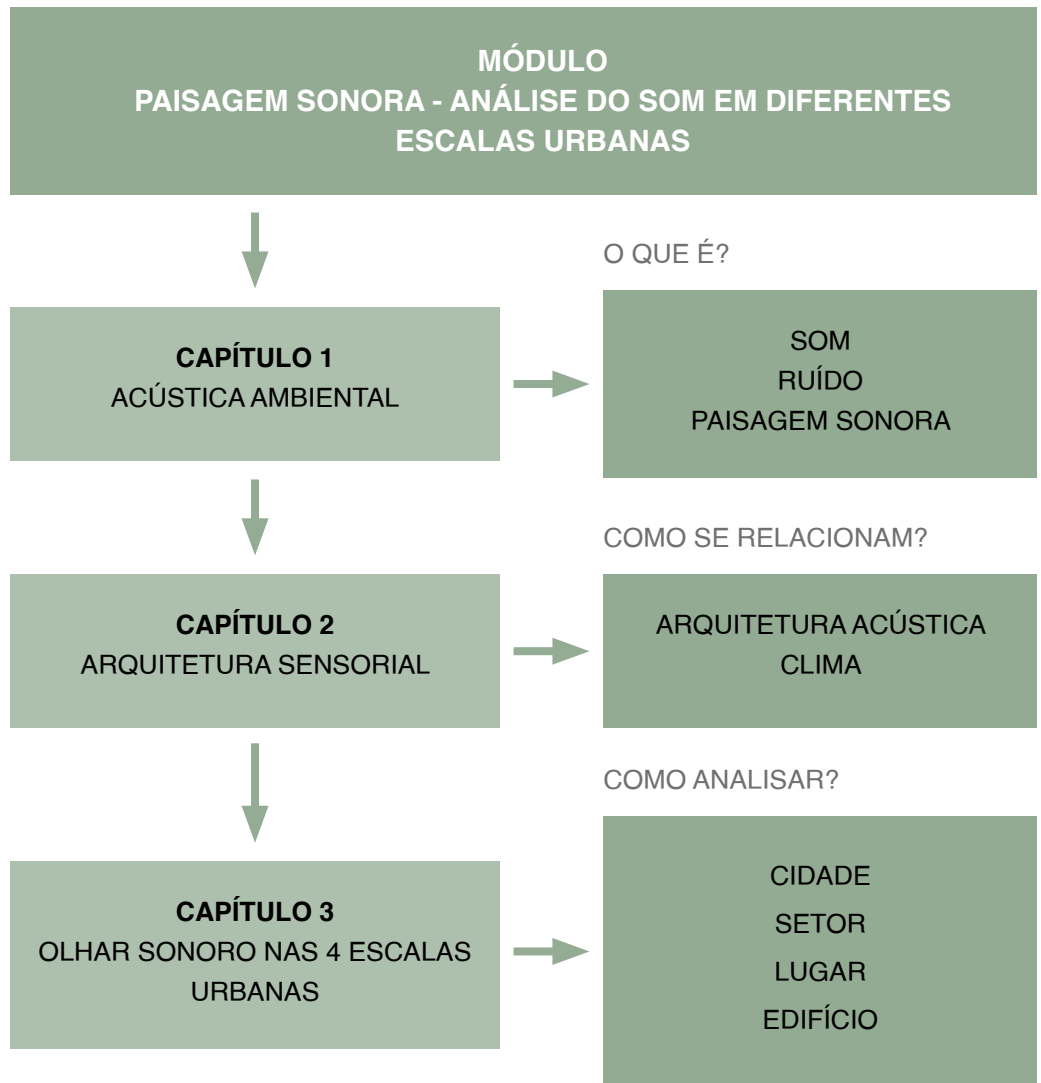 MÓDULO
PAISAGEM SONORA - ANÁLISE DO SOM EM DIFERENTES
ESCALAS URBANAS
CAPÍTULO 1
ACÚSTICA AMBIENTAL
O QUE É?
SOM
RUÍDO
PAISAGEM SONORA
CAPÍTULO 2
ARQUITETURA SENSORIAL
COMO SE RELACIONAM?
ARQUITETURA ACÚSTICA
CLIMA
CAPÍTULO 3
OLHAR SONORO NAS 4 ESCALAS
URBANAS
COMO ANALISAR?
CIDADE
SETOR
LUGAR
EDIFÍCIO